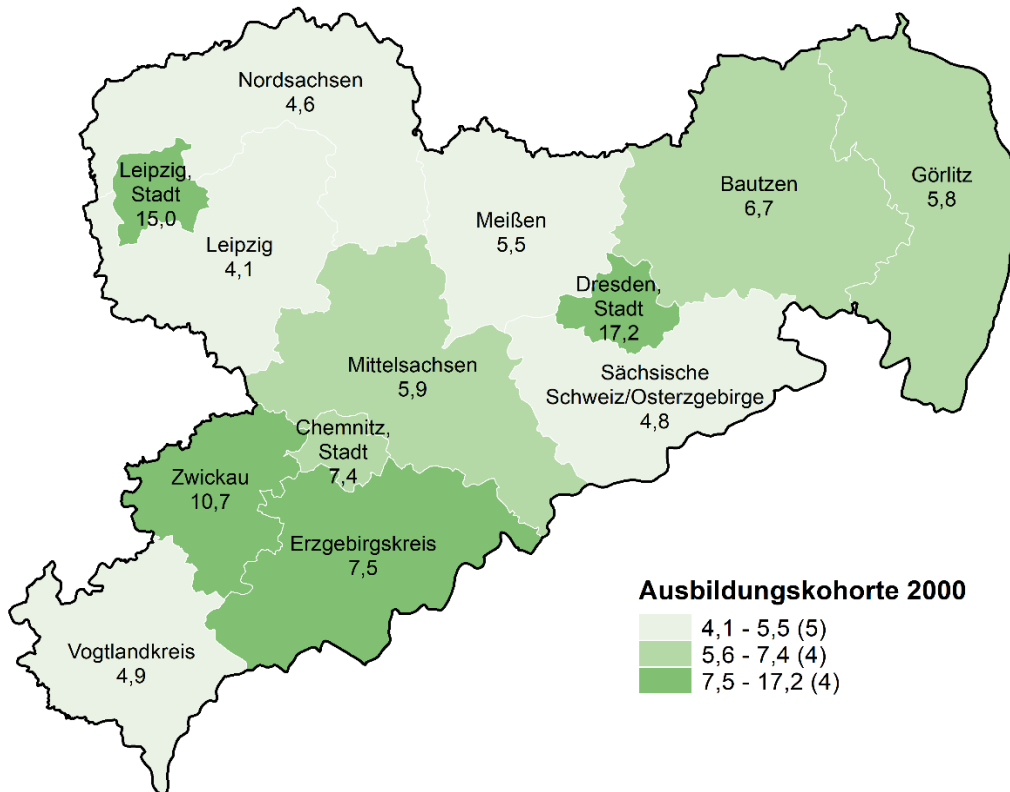 Nordsachsen
4,6
Leipzig,
Stadt
15,0
Leipzig
4,1
Meißen
5,5
Bautzen
6,7
Görlitz
5,8
Dresden,
Stadt
17,2
Mittelsachsen
5,9
Sächsische
Schweiz/Osterzgebirge
4,8
Chemnitz,
Stadt
7,4
Zwickau
10,7
Erzgebirgskreis
7,5
Vogtlandkreis
4,9
Ausbildungskohorte 2000
4,1 - 5,5 (5)
5,6 - 7,4 (4)
7,5 - 17,2 (4)